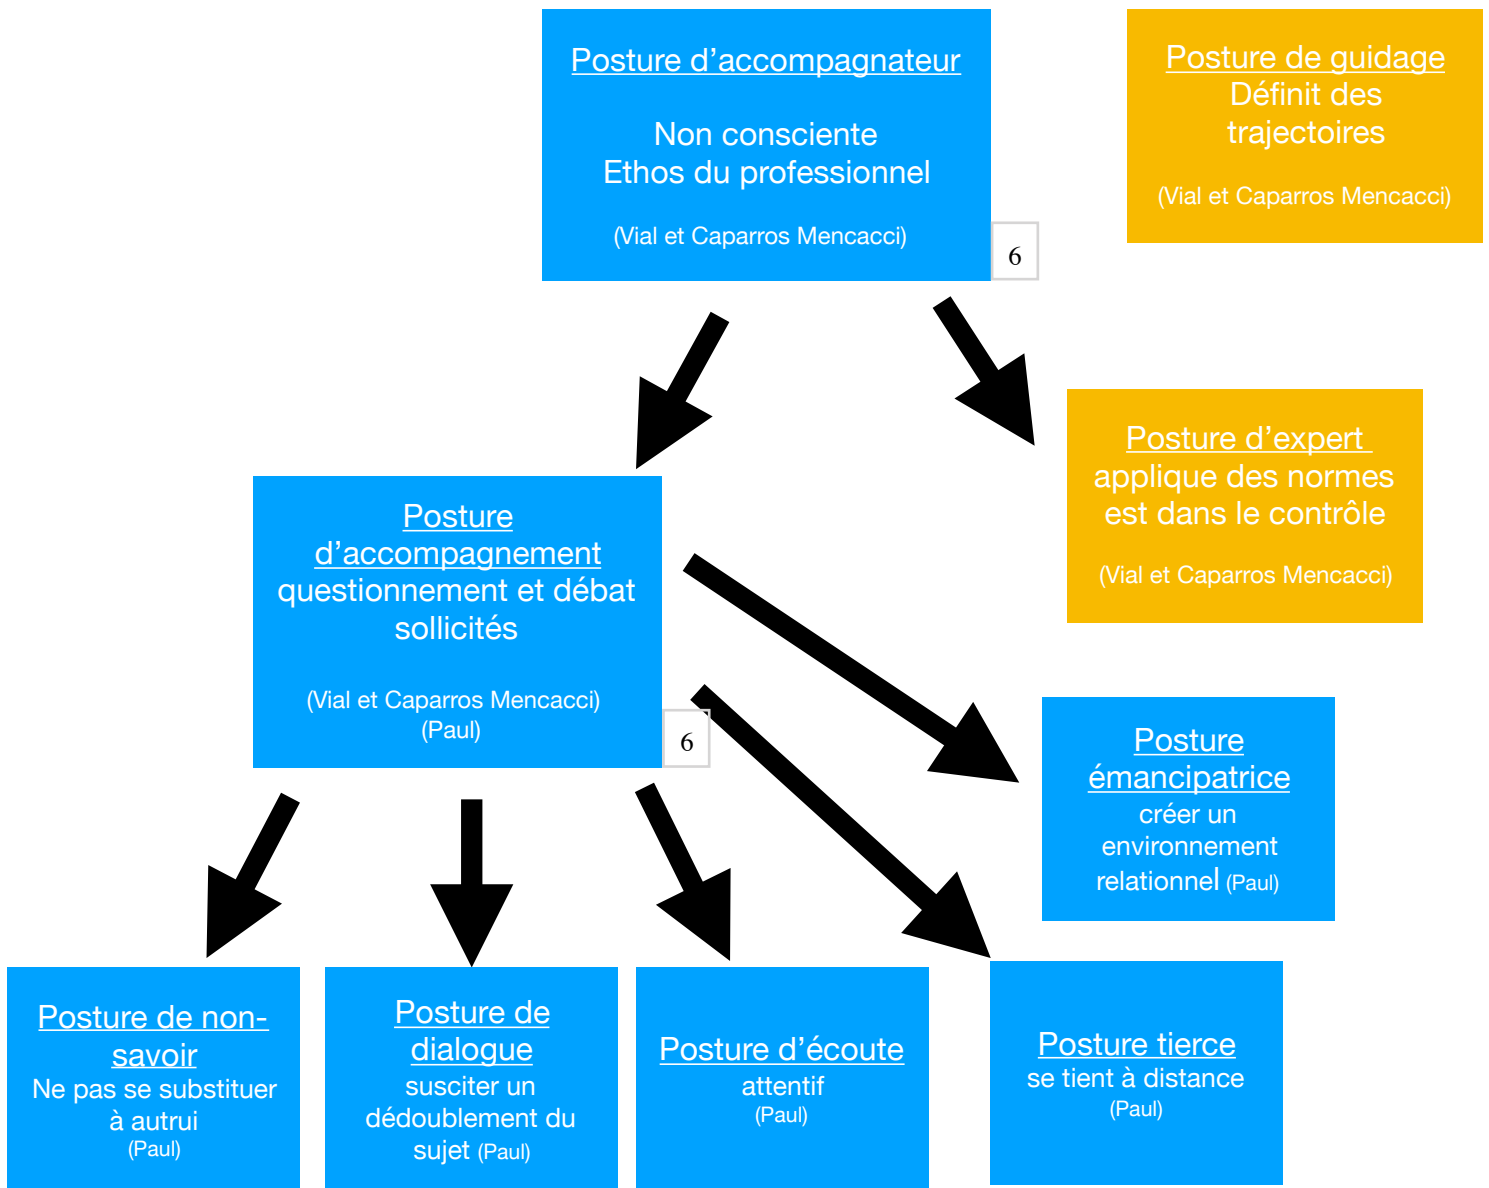 Posture d’accompagnateur
Non consciente
Ethos du professionnel
(Vial et Caparros Mencacci)
6
Posture de guidage
Définit des
trajectoires
(Vial et Caparros Mencacci)
Posture d’expert
applique des normes
est dans le contrôle
(Vial et Caparros Mencacci)
Posture
d’accompagnement
questionnement et débat
sollicités
(Vial et Caparros Mencacci)
(Paul)
6
Posture
émancipatrice
créer un
environnement
relationnel (Paul)
Posture de non-
savoir
Ne pas se substituer
à autrui
(Paul)
Posture de
dialogue
susciter un
dédoublement du
sujet (Paul)
Posture d’écoute
attentif
(Paul)
Posture tierce
se tient à distance
(Paul)